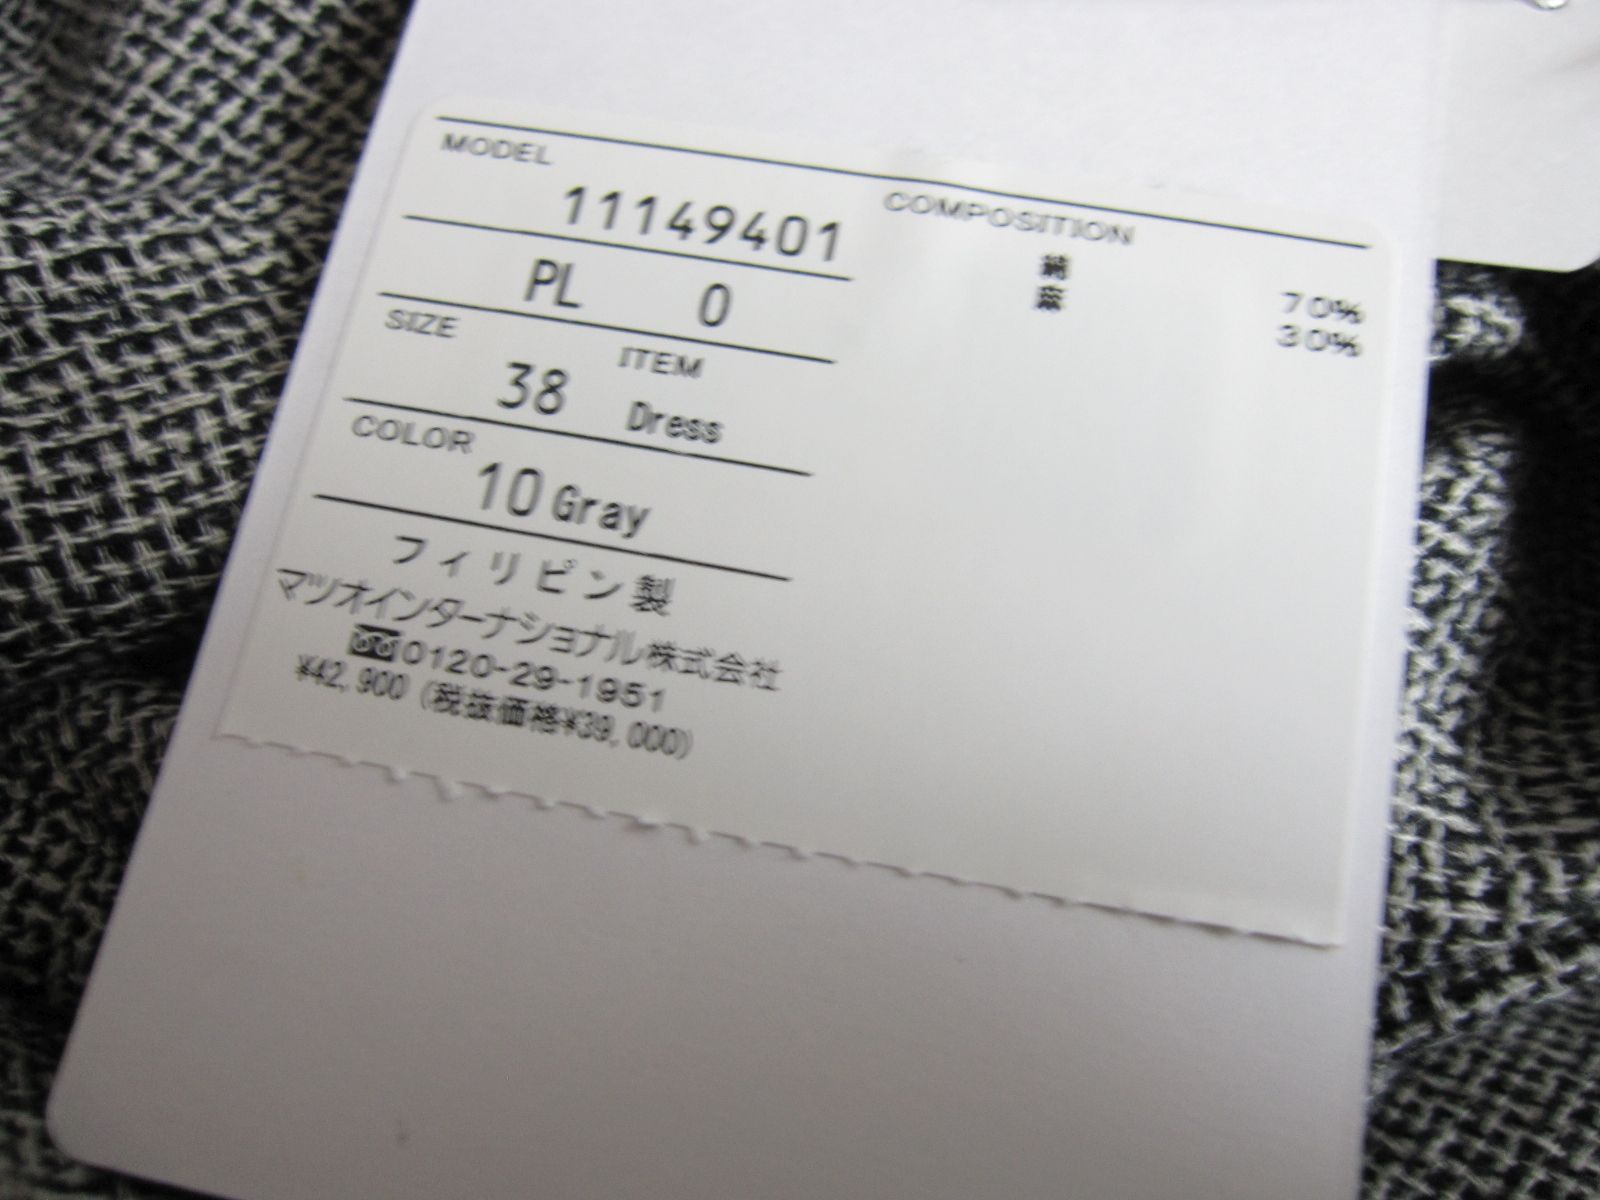 MODEL
11149401
PL 0
SIZE ITEM
38 Dress
COLOR
10 Gray
フィリピン製
マツオインターナショナル株式会社
0120-29-1951
¥42,900 (税抜価格¥39,000)
COMPOSITION
綿 70%
麻 30%